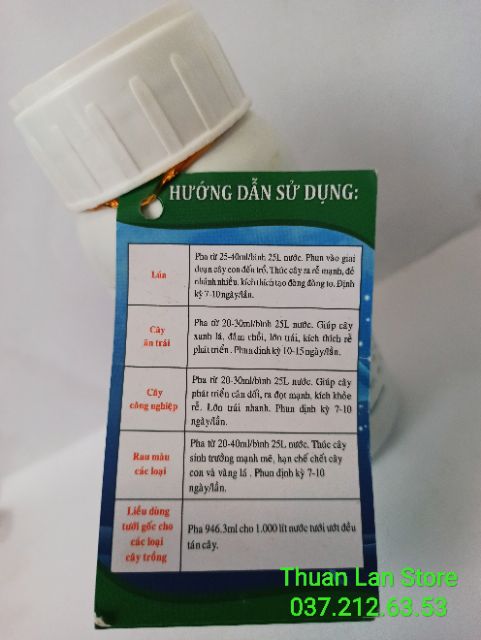 HƯỚNG DẪN SỬ DỤNG:
Lúa
Pha từ 25-40ml/bình 25L nước. Phun vào giai
đoạn cây con đến trổ. Thúc cây ra rễ mạnh, đẻ
nhánh nhiều, kích thích tạo đòng đòng to. Định
kỳ 7-10ngày/lần.
Cây
ăn trái
Pha từ 20-30ml/bình 25L nước. Giúp cây
xanh lá, đâm chồi, lớn trái, kích thích rễ
phát triển. Phun định kỳ 10-15ngày/lần.
Cây
công nghiệp
Pha từ 20-30ml/bình 25L nước. Giúp cây
phát triển cân đối, ra đọt mạnh, kích khỏe
rễ. Lớn trái nhanh. Phun định kỳ 7-10
ngày/lần.
Rau màu
các loại
Pha từ 20-40ml/bình 25L nước. Thúc cây
sinh trưởng mạnh mẽ, hạn chế chết cây
con và vàng lá . Phun định kỳ 7-10
ngày/lần.
Liều dùng
tưới gốc cho
các loại
cây trồng
Pha 946.3ml cho 1.000 lít nước tưới ướt đều
tán cây.
Thuan Lan Store
037.212.63.53